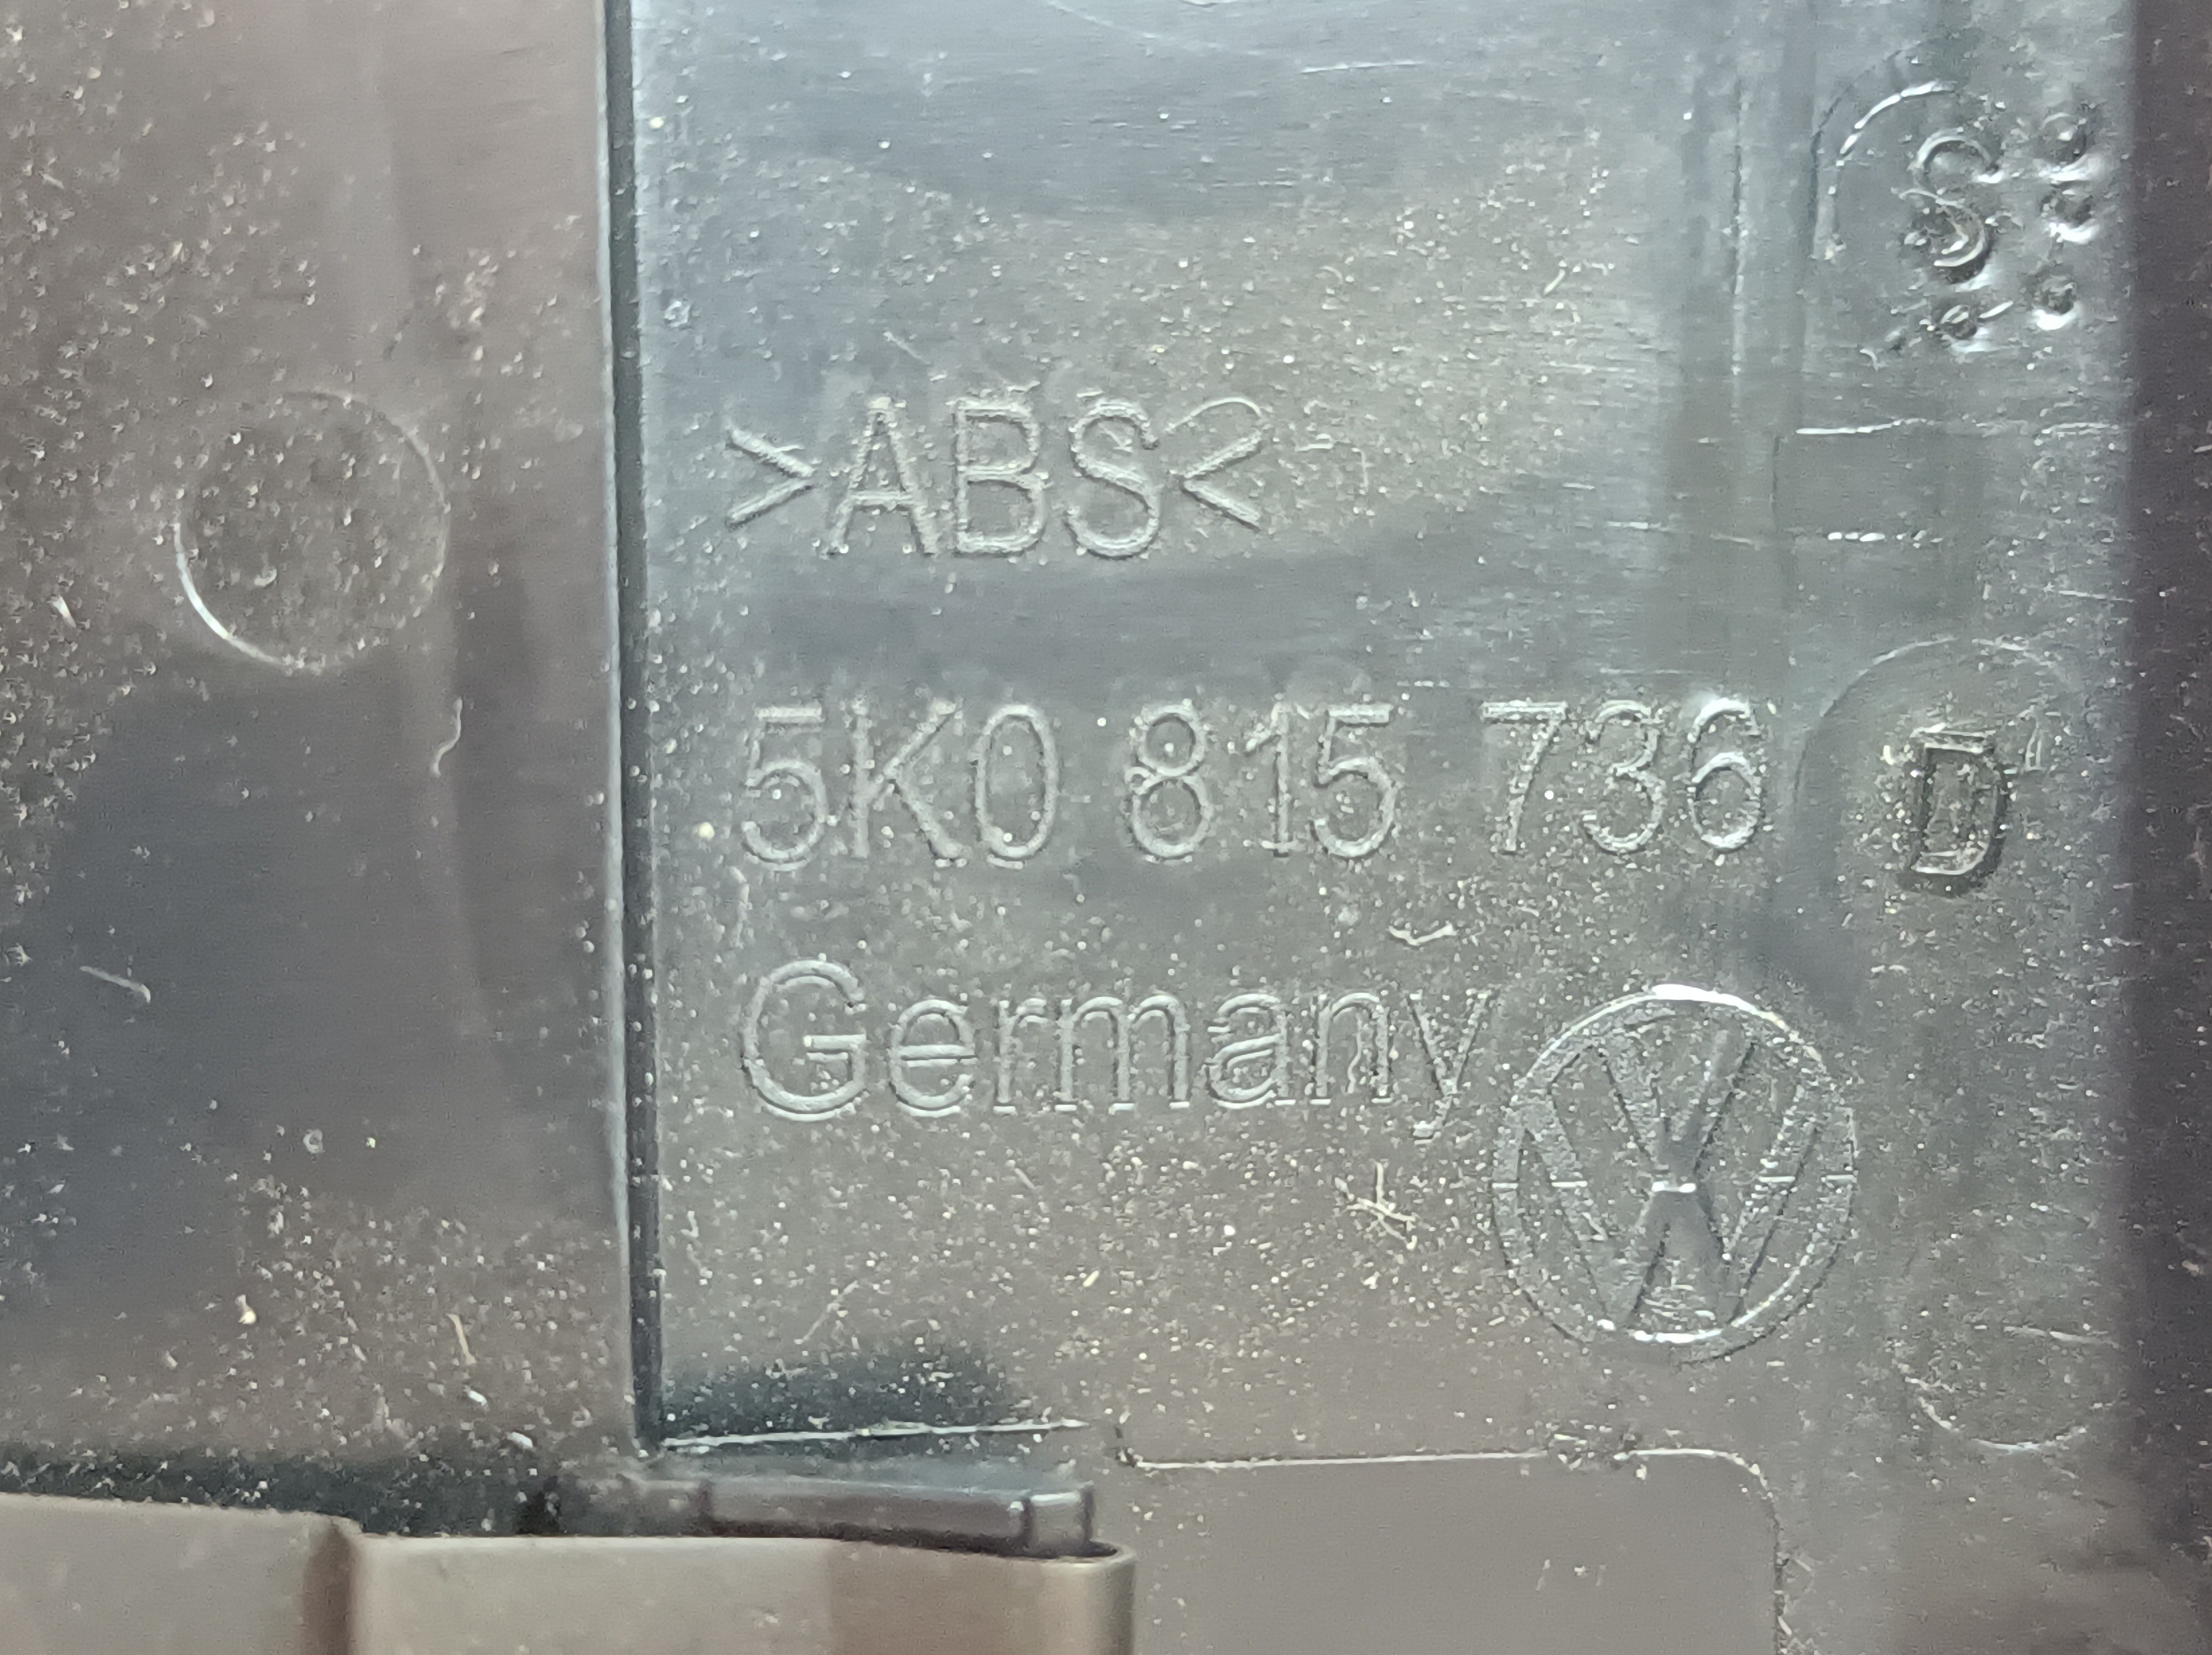 S
>ABS<
5K0 815 736 D
Germany